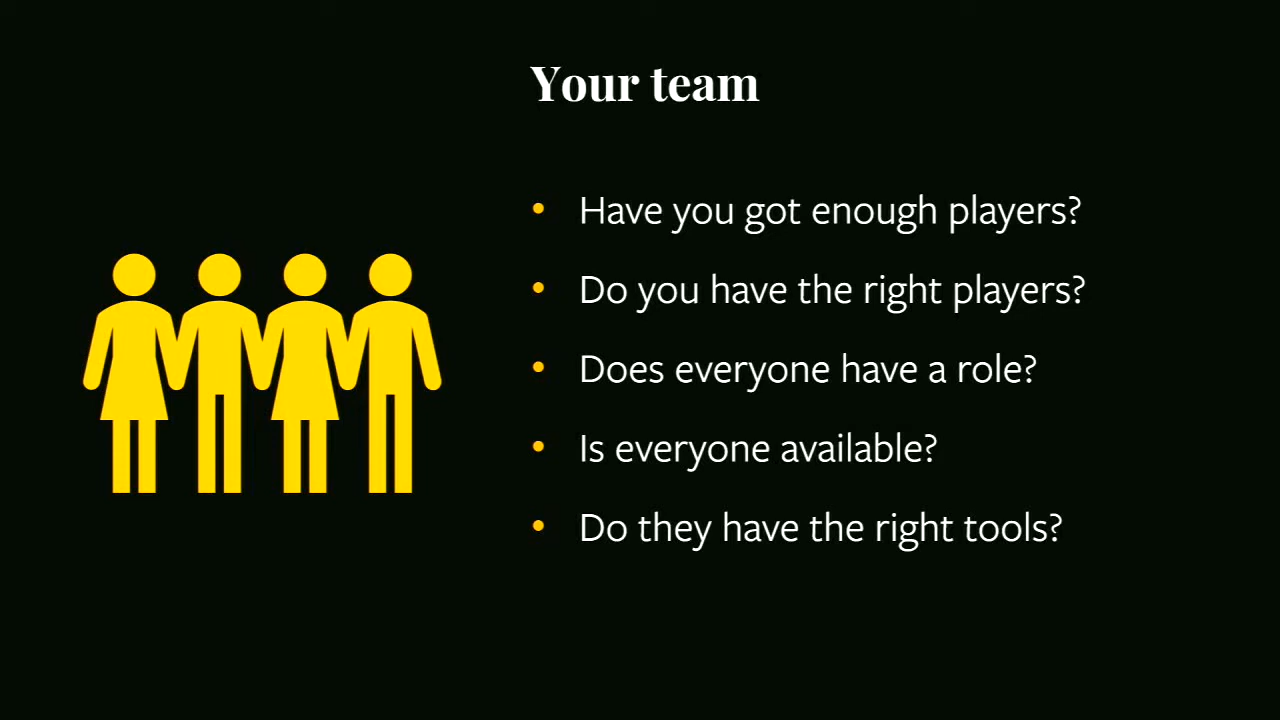 Your team
• Have you got enough players?
• Do you have the right players?
• Does everyone have a role?
• Is everyone available?
• Do they have the right tools?